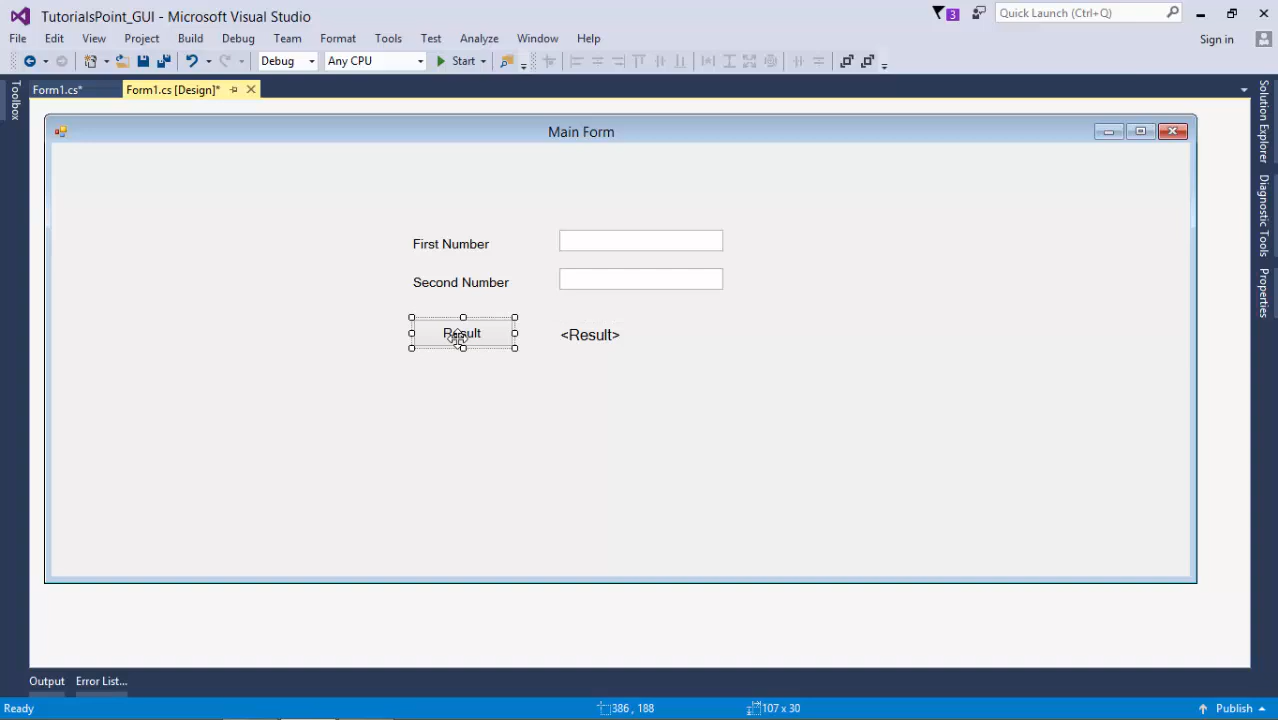 TutorialsPoint_GUI - Microsoft Visual Studio
3
Quick Launch (Ctrl+Q)
File Edit View Project Build Debug Team Format Tools Test Analyze Window Help
Sign in
Debug Any CPU Start
Toolbox
Form1.cs* Form1.cs [Design]*
Solution Explorer
Diagnostic Tools
Properties
Main Form
First Number
Second Number
Result <Result>
Output Error List...
Ready 386 , 188 107 x 30 Publish